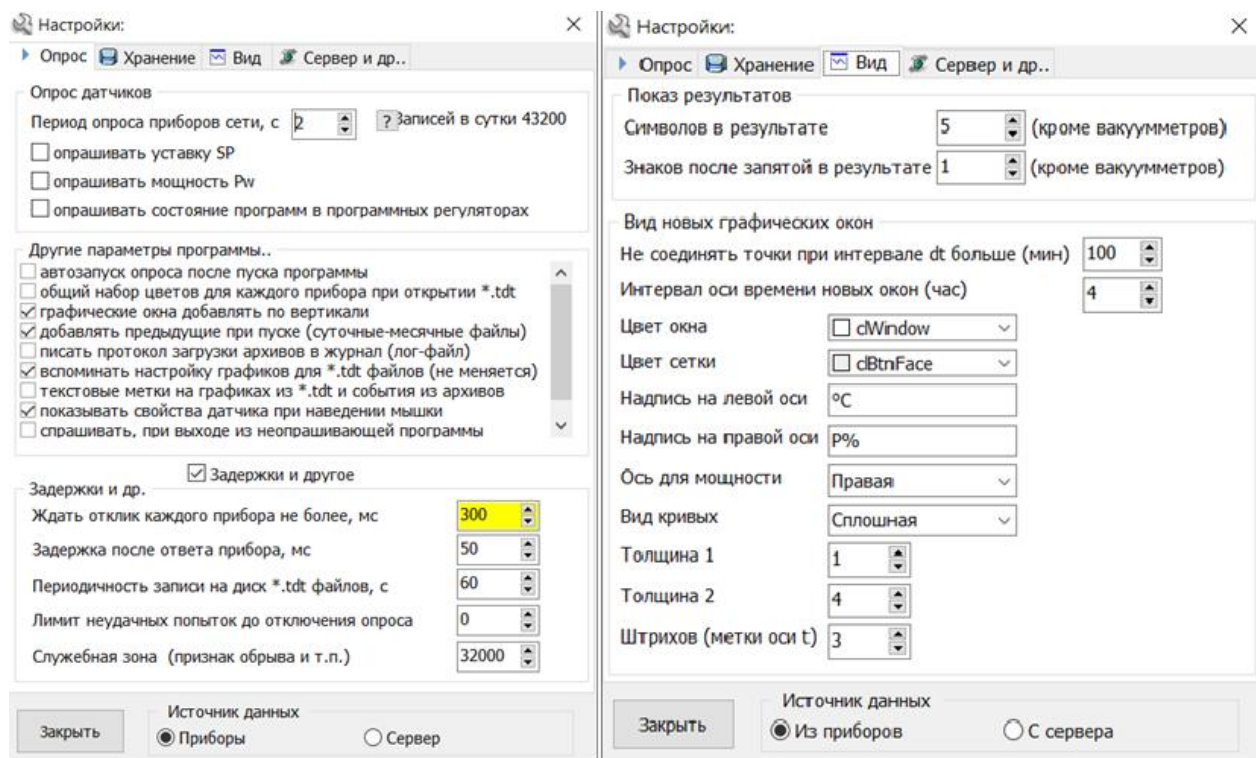 Настройки:
Опрос Хранение Вид Сервер и др..
Опрос датчиков
Период опроса приборов сети, с 2 ? Записей в сутки 43200
опрашивать уставку SP
опрашивать мощность Pw
опрашивать состояние программ в программных регуляторах
Другие параметры программы..
автозапуск опроса после пуска программы
общий набор цветов для каждого прибора при открытии *.tdt
графические окна добавлять по вертикали
добавлять предыдущие при пуске (суточные-месячные файлы)
писать протокол загрузки архивов в журнал (лог-файл)
вспоминать настройку графиков для *.tdt файлов (не меняется)
текстовые метки на графиках из *.tdt и события из архивов
показывать свойства датчика при наведении мышки
спрашивать, при выходе из неопрашивающей программы
Задержки и другое
Задержки и др.
Ждать отклик каждого прибора не более, мс 300
Задержка после ответа прибора, мс 50
Периодичность записи на диск *.tdt файлов, с 60
Лимит неудачных попыток до отключения опроса 0
Служебная зона (признак обрыва и т.п.) 32000
Закрыть
Источник данных
Приборы Сервер
Настройки:
Опрос Хранение Вид Сервер и др..
Показ результатов
Символов в результате 5 (кроме вакуумметров)
Знаков после запятой в результате 1 (кроме вакуумметров)
Вид новых графических окон
Не соединять точки при интервале dt больше (мин) 100
Интервал оси времени новых окон (час) 4
Цвет окна clWindow
Цвет сетки clBtnFace
Надпись на левой оси °C
Надпись на правой оси P%
Ось для мощности Правая
Вид кривых Сплошная
Толщина 1 1
Толщина 2 4
Штрихов (метки оси t) 3
Закрыть
Источник данных
Из приборов С сервера